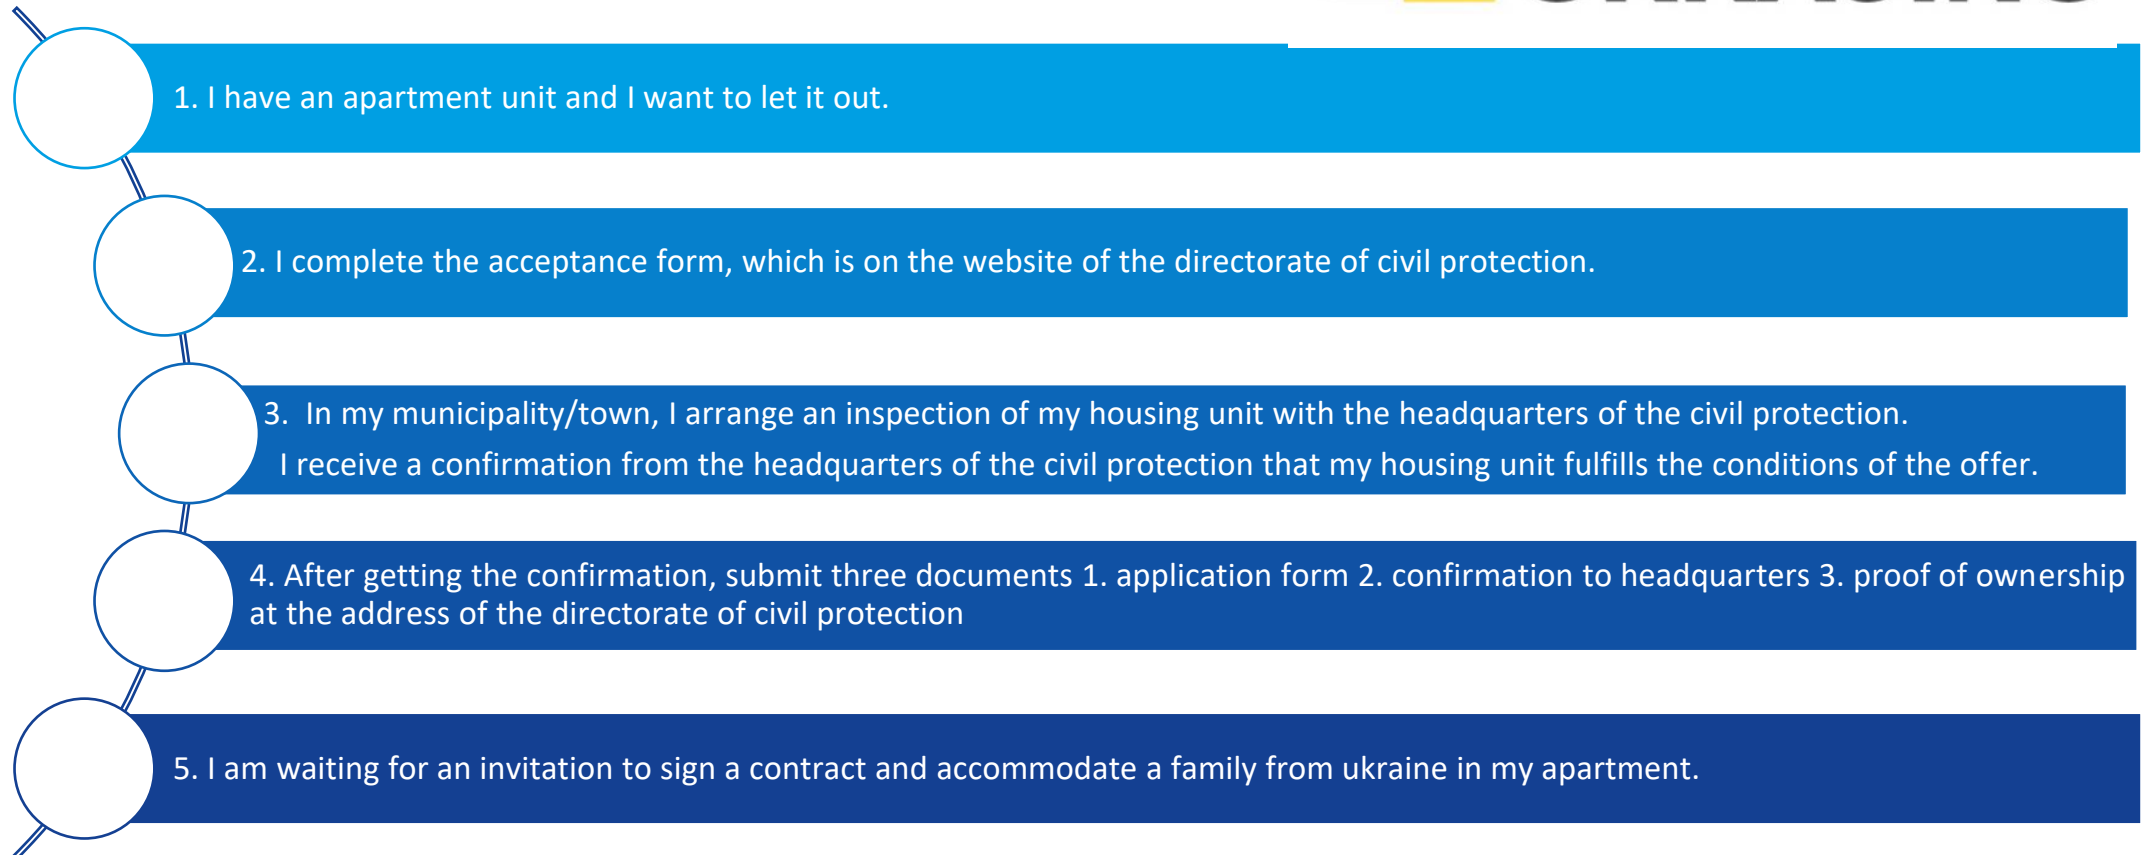 1. I have an apartment unit and I want to let it out.
2. I complete the acceptance form, which is on the website of the directorate of civil protection.
3. In my municipality/town, I arrange an inspection of my housing unit with the headquarters of the civil protection.
I receive a confirmation from the headquarters of the civil protection that my housing unit fulfills the conditions of the offer.
4. After getting the confirmation, submit three documents 1. application form 2. confirmation to headquarters 3. proof of ownership
at the address of the directorate of civil protection
5. I am waiting for an invitation to sign a contract and accommodate a family from ukraine in my apartment.